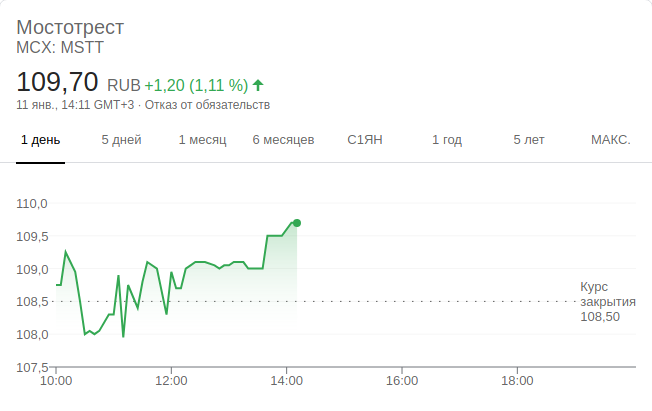 Мостотрест
MCX: MSTT
109,70 RUB +1,20 (1,11 %)
11 янв., 14:11 GMT+3 · Отказ от обязательств
1 день 5 дней 1 месяц 6 месяцев С1ЯН 1 год 5 лет МАКС.
110,0
109,5
109,0
108,5
108,0
107,5
Курс
закрытия
108,50
10:00 12:00 14:00 16:00 18:00